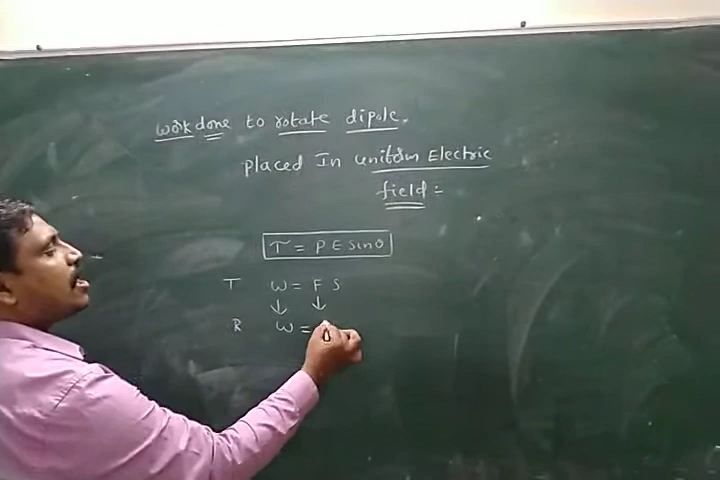 work done to rotate dipole.
placed In uniform Electric
field:
τ = P E Sinθ
T W = F S
↓ ↓
R W =